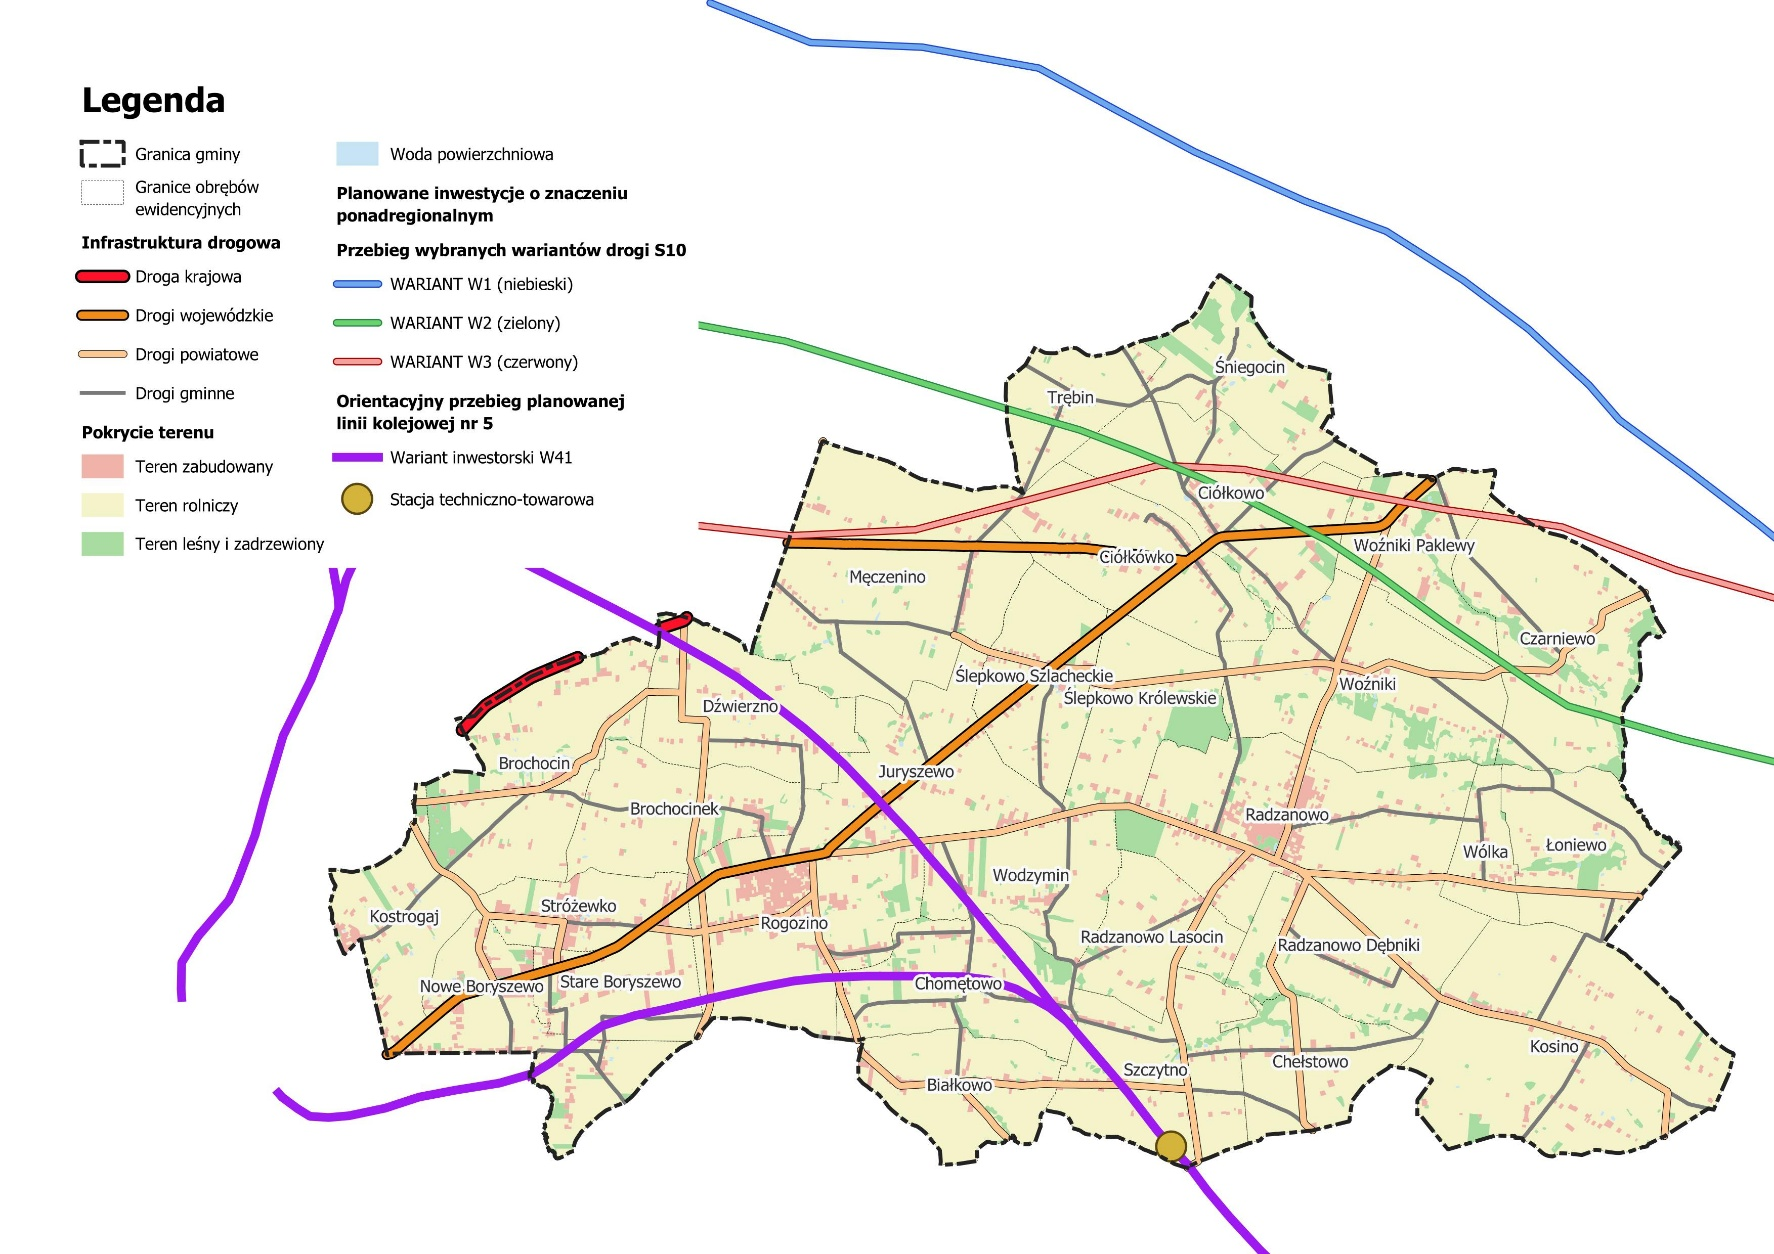 Legenda
Granica gminy
Granice obrębów
ewidencyjnych
Infrastruktura drogowa
Droga krajowa
Drogi wojewódzkie
Drogi powiatowe
Drogi gminne
Pokrycie terenu
Teren zabudowany
Teren rolniczy
Teren leśny i zadrzewiony
Woda powierzchniowa
Planowane inwestycje o znaczeniu
ponadregionalnym
Przebieg wybranych wariantów drogi S10
WARIANT W1 (niebieski)
WARIANT W2 (zielony)
WARIANT W3 (czerwony)
Orientacyjny przebieg planowanej
linii kolejowej nr 5
Wariant inwestorski W41
Stacja techniczno-towarowa
Śniegocin
Trębin
Ciółkowo
Woźniki Paklewy
Ciółkówko
Męczenino
Czarniewo
Ślepkowo Szlacheckie
Woźniki
Ślepkowo Królewskie
Dźwierzno
Brochocin
Juryszewo
Brochocinek
Radzanowo
Łoniewo
Wólka
Wodzymin
Stróżewko
Kostrogaj
Rogozino
Radzanowo Lasocin
Radzanowo Dębniki
Nowe Boryszewo
Stare Boryszewo
Chomętowo
Kosino
Chełstowo
Szczytno
Białkowo